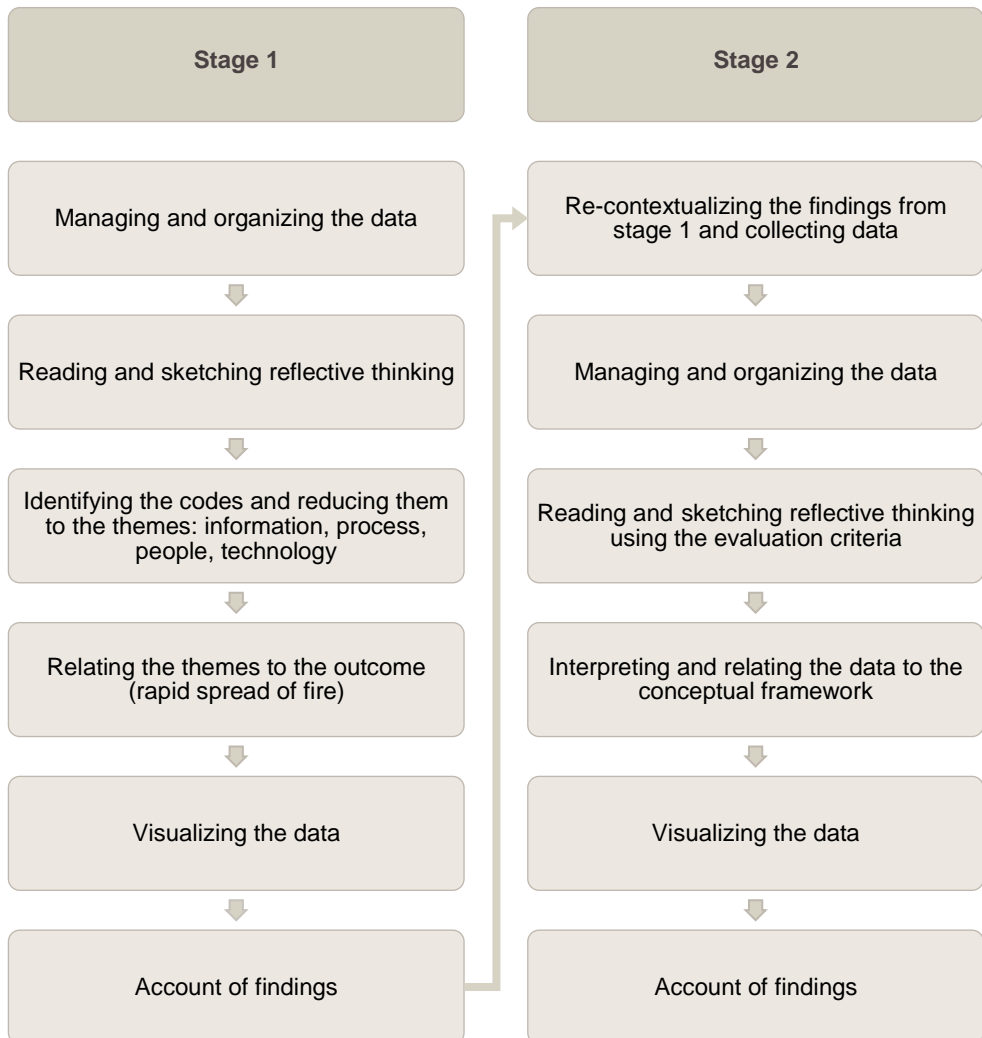 Stage 1
Managing and organizing the data
Reading and sketching reflective thinking
Identifying the codes and reducing them
to the themes: information, process,
people, technology
Relating the themes to the outcome
(rapid spread of fire)
Visualizing the data
Account of findings
Stage 2
Re-contextualizing the findings from
stage 1 and collecting data
Managing and organizing the data
Reading and sketching reflective thinking
using the evaluation criteria
Interpreting and relating the data to the
conceptual framework
Visualizing the data
Account of findings